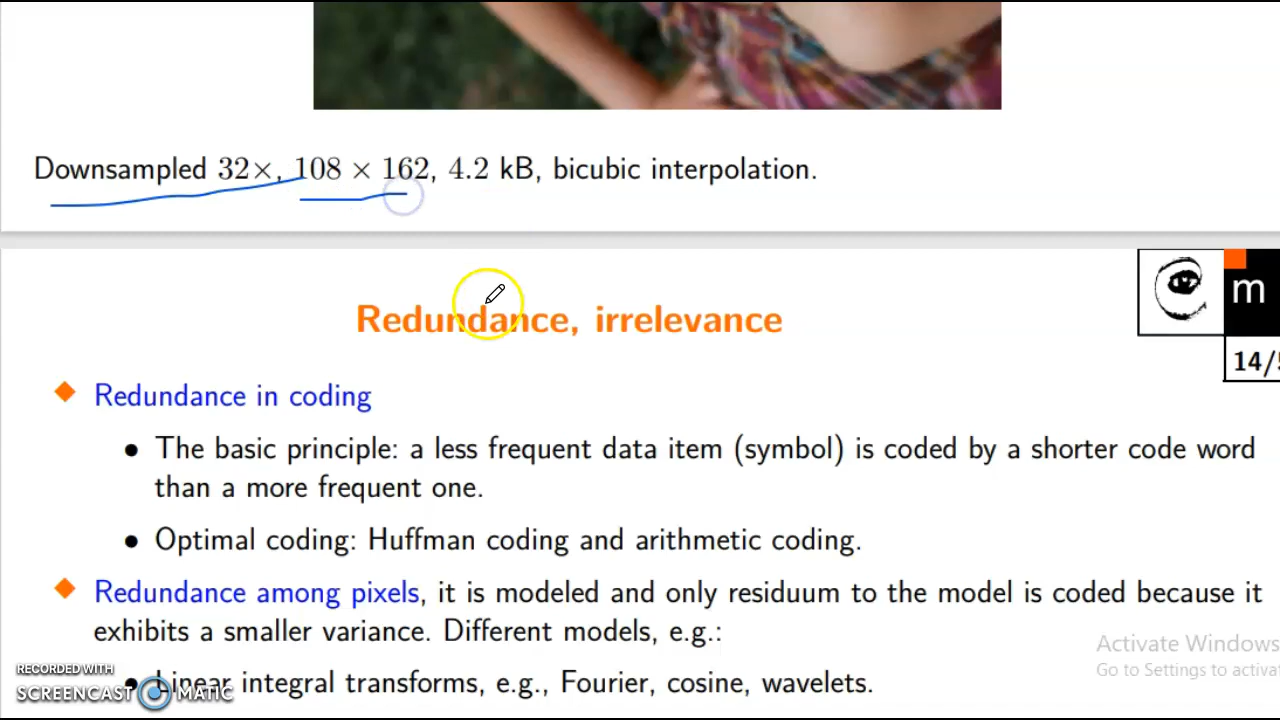 Downsampled 32×, 108 × 162, 4.2 kB, bicubic interpolation.
Redundance, irrelevance
m
14/
Redundance in coding
The basic principle: a less frequent data item (symbol) is coded by a shorter code word
than a more frequent one.
Optimal coding: Huffman coding and arithmetic coding.
Redundance among pixels, it is modeled and only residuum to the model is coded because it
exhibits a smaller variance. Different models, e.g.:
Linear integral transforms, e.g., Fourier, cosine, wavelets.
Activate Windows
Go to Settings to activa
RECORDED WITH
SCREENCAST MATIC